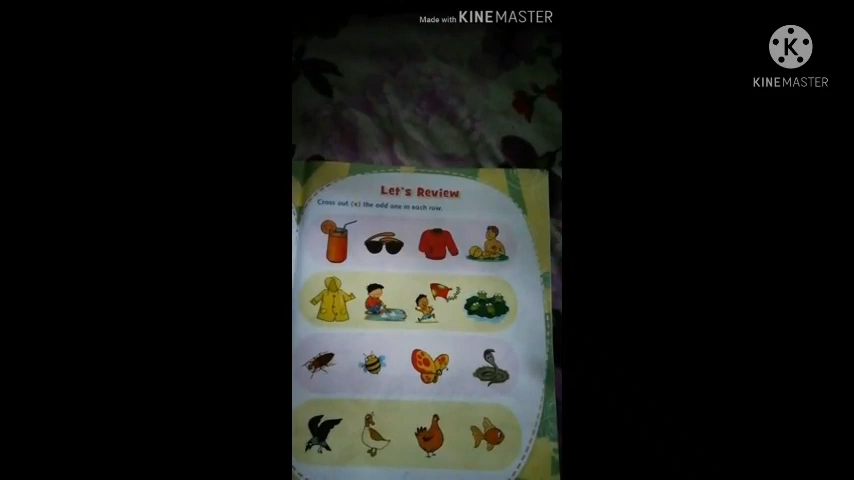 Made with KINEMASTER
KINEMASTER
Let's Review
Cross out (x) the odd one in each row.